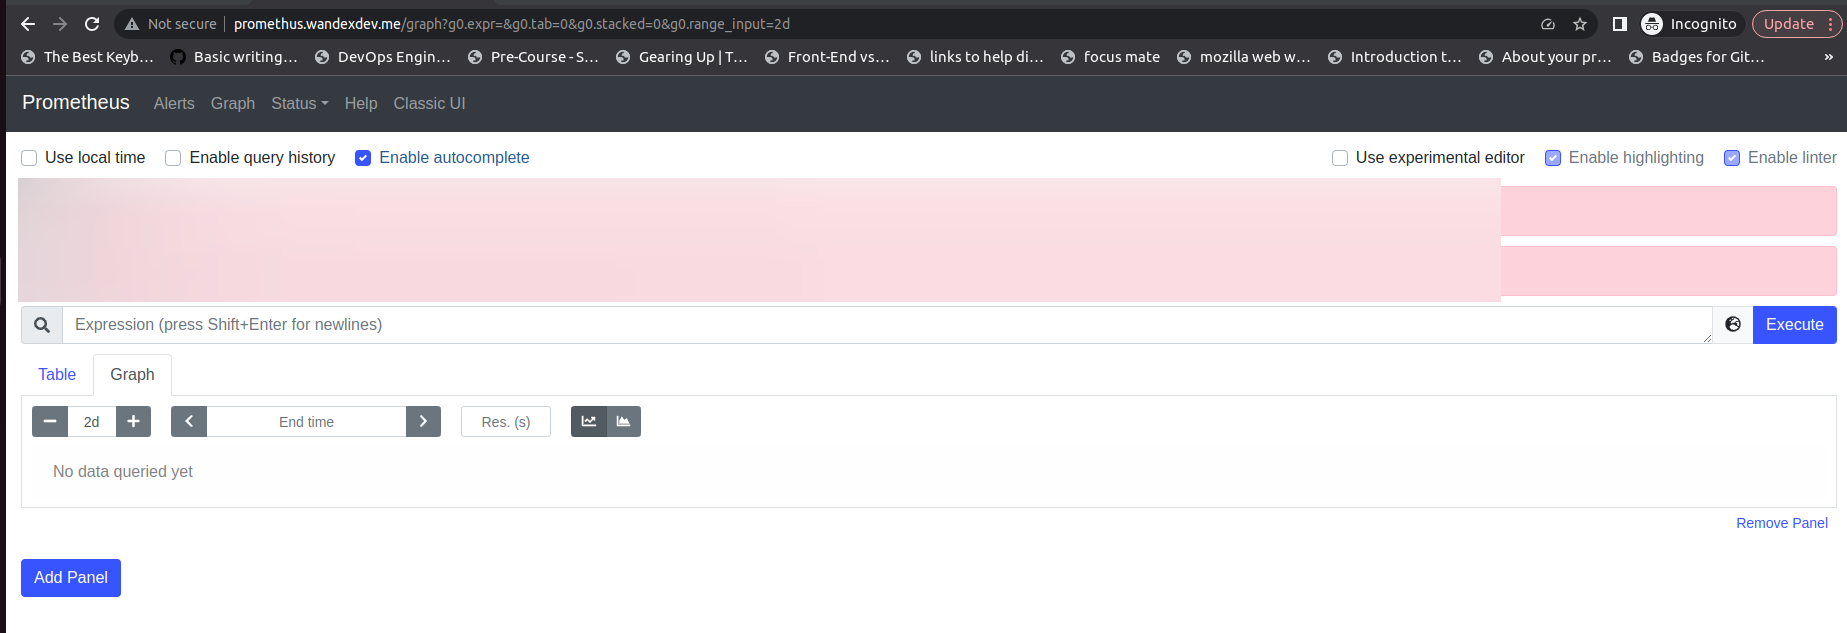 Not secure promethus.wandexdev.me/graph?g0.expr=&g0.tab=0&g0.stacked=0&g0.range_input=2d Incognito Update
The Best Keyb... Basic writing... DevOps Engin... Pre-Course - S... Gearing Up | T... Front-End vs... links to help di... focus mate mozilla web w... Introduction t... About your pr... Badges for Git... »
Prometheus Alerts Graph Status Help Classic UI
Use local time Enable query history Enable autocomplete Use experimental editor Enable highlighting Enable linter
Expression (press Shift+Enter for newlines) Execute
Table Graph
2d End time Res. (s)
No data queried yet
Remove Panel
Add Panel